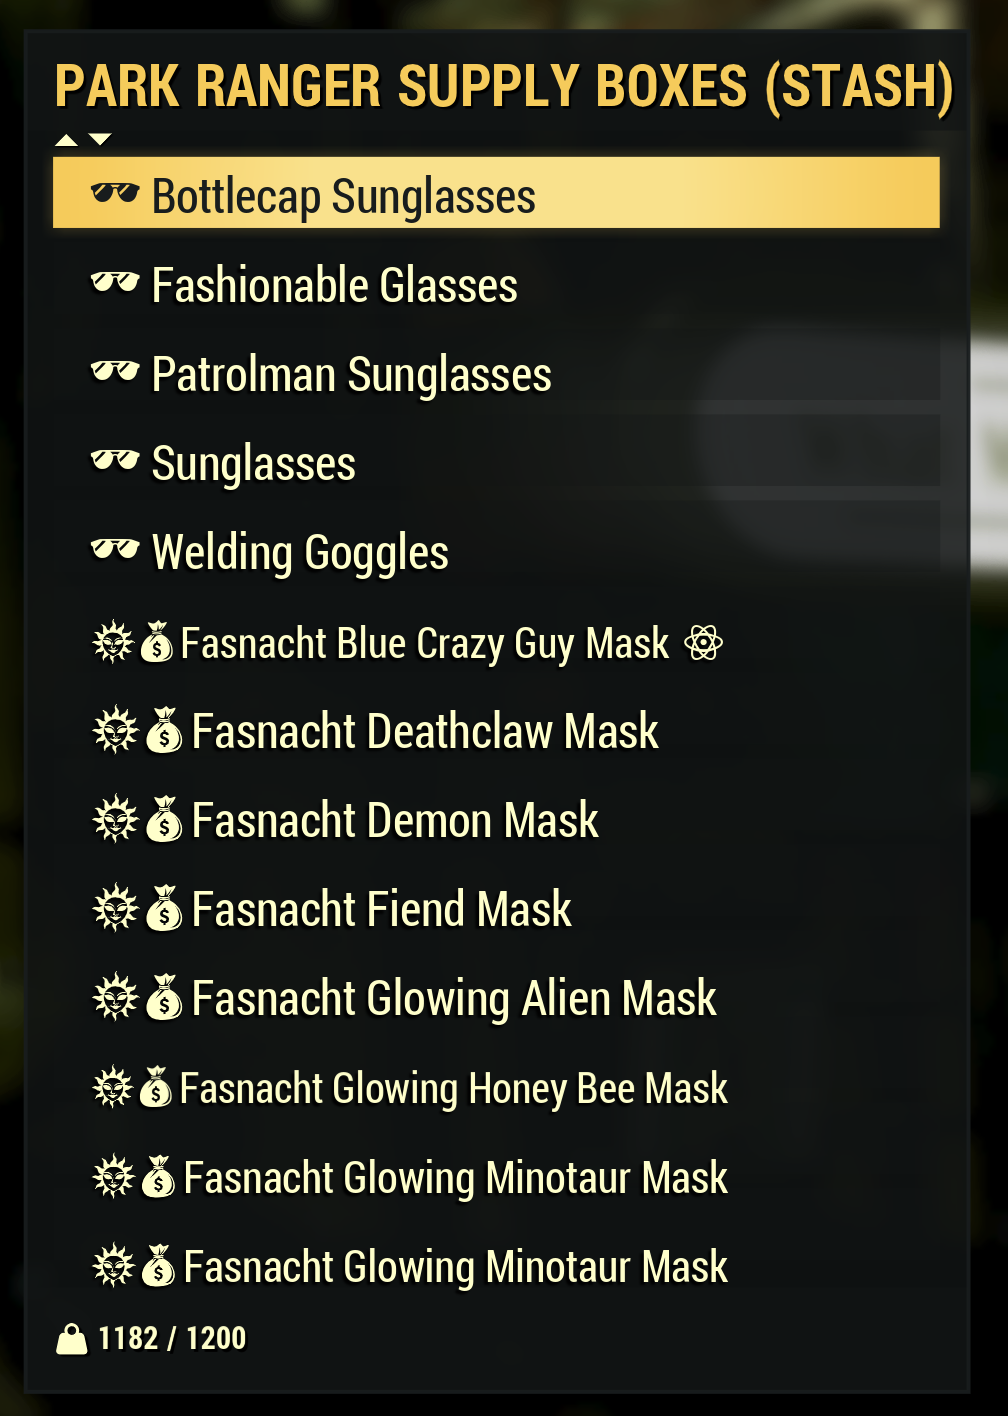 PARK RANGER SUPPLY BOXES (STASH)
Bottlecap Sunglasses
Fashionable Glasses
Patrolman Sunglasses
Sunglasses
Welding Goggles
Fasnacht Blue Crazy Guy Mask
Fasnacht Deathclaw Mask
Fasnacht Demon Mask
Fasnacht Fiend Mask
Fasnacht Glowing Alien Mask
Fasnacht Glowing Honey Bee Mask
Fasnacht Glowing Minotaur Mask
Fasnacht Glowing Minotaur Mask
1182 / 1200